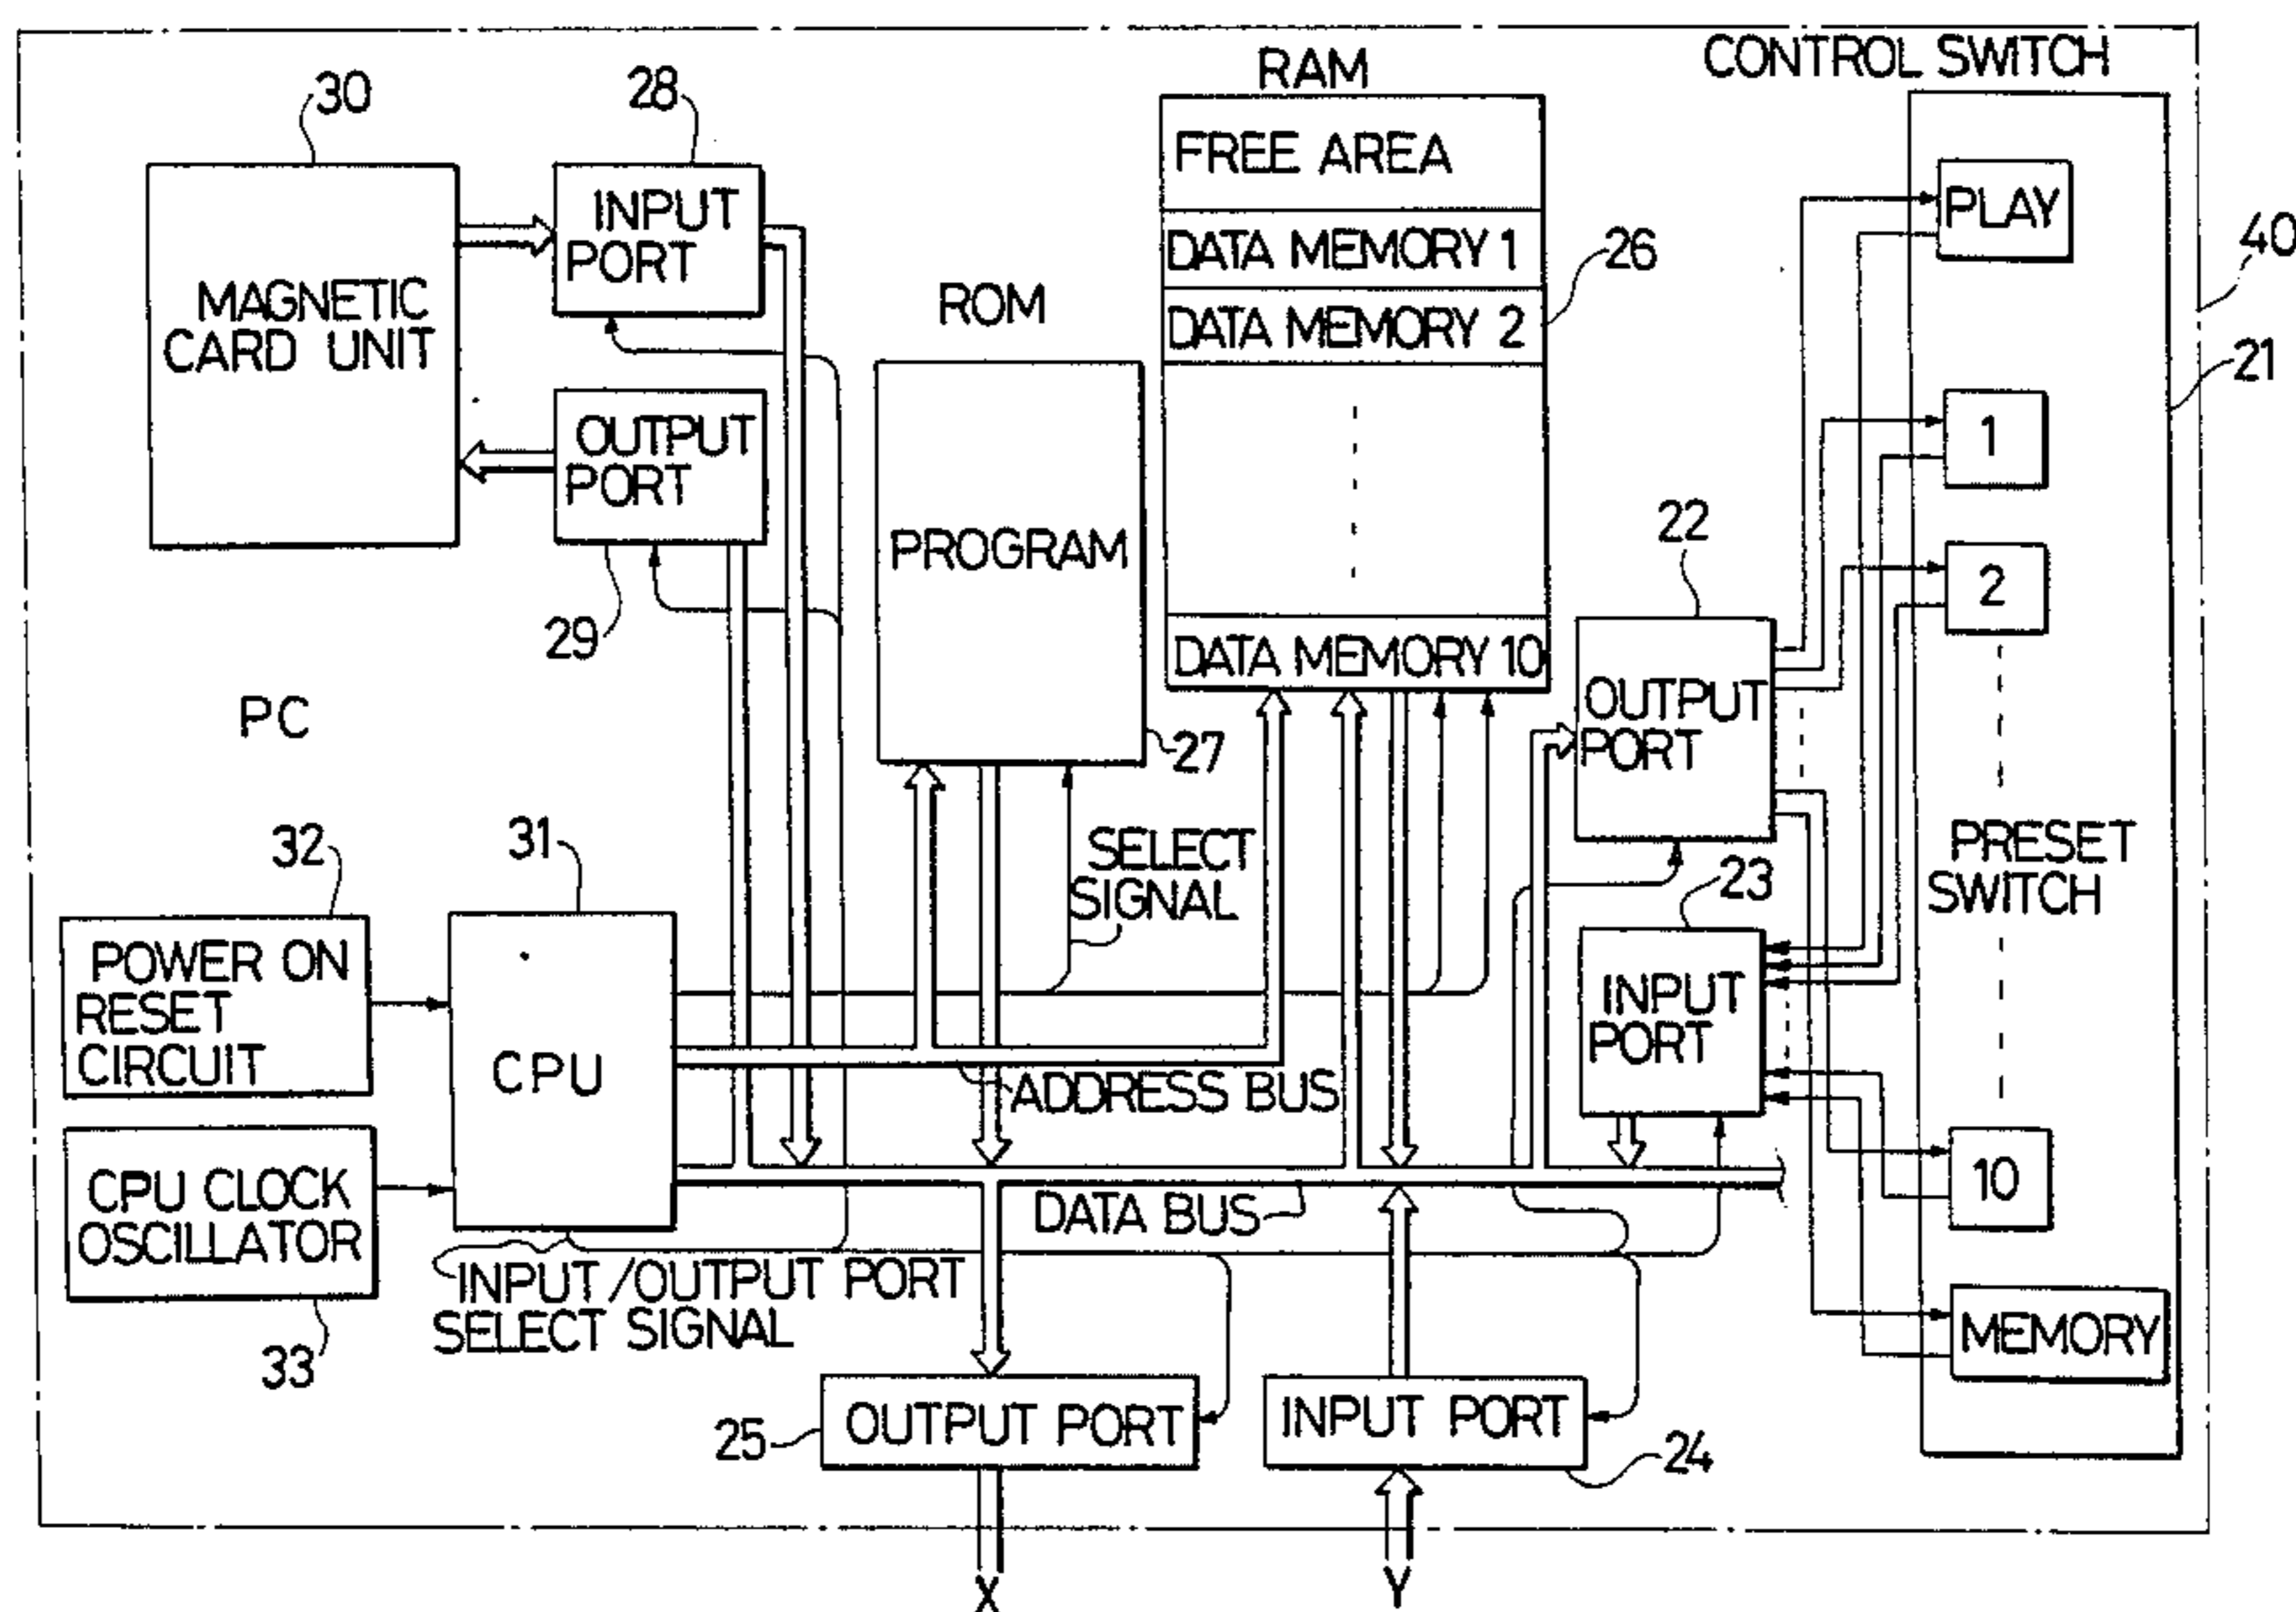 CONTROL SWITCH
RAM
30
28
FREE AREA
PLAY
INPUT
PORT
DATA MEMORY 1
26
40
MAGNETIC
CARD UNIT
ROM
DATA MEMORY 2
21
OUTPUT
PORT
1
PROGRAM
22
2
29
DATA MEMORY 10
OUTPUT
PORT
PC
27
32
31
SELECT
SIGNAL
PRESET
SWITCH
23
POWER ON
RESET
CIRCUIT
CPU
INPUT
PORT
ADDRESS BUS
CPU CLOCK
OSCILLATOR
DATA BUS
10
INPUT/OUTPUT PORT
SELECT SIGNAL
MEMORY
33
25
OUTPUT PORT
INPUT PORT
24
X
Y